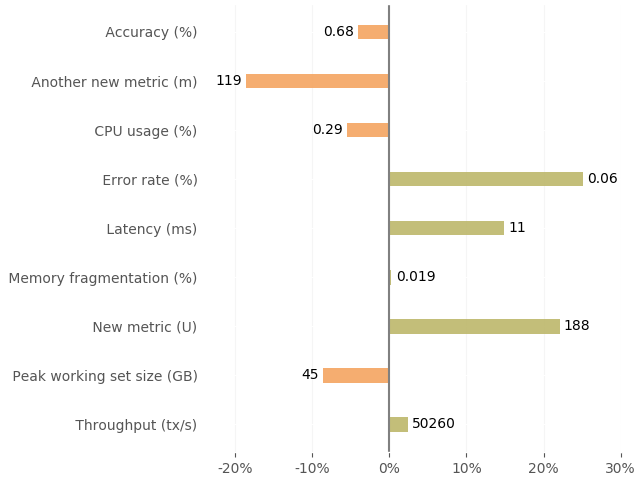 Accuracy (%) 0.68
Another new metric (m) 119
CPU usage (%) 0.29
Error rate (%) 0.06
Latency (ms) 11
Memory fragmentation (%) 0.019
New metric (U) 188
Peak working set size (GB) 45
Throughput (tx/s) 50260
-20% -10% 0% 10% 20% 30%